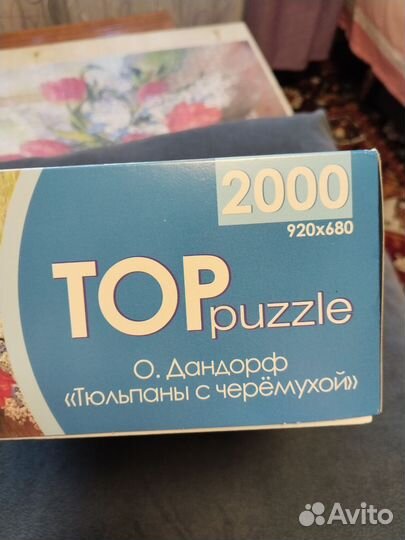 2000
920x680
TOP
puzzle
О. Дандорф
«Тюльпаны с черёмухой»
Avito